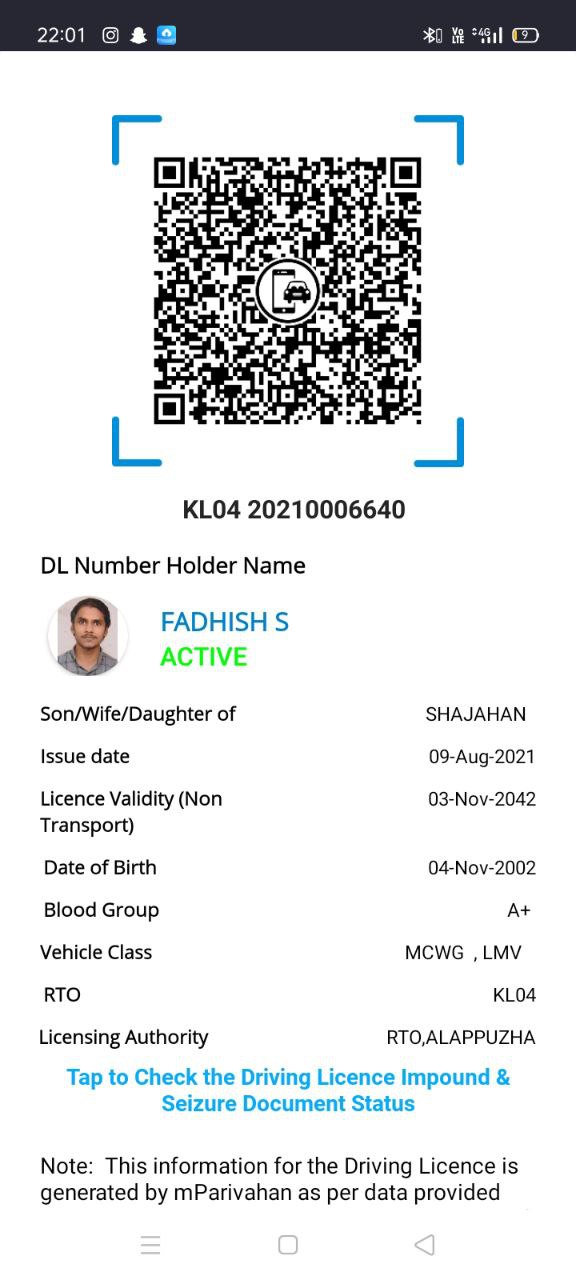 22:01 Vo LTE 4G 9
KL04 20210006640
DL Number Holder Name
FADHISH S
ACTIVE
Son/Wife/Daughter of SHAJAHAN
Issue date 09-Aug-2021
Licence Validity (Non 03-Nov-2042
Transport)
Date of Birth 04-Nov-2002
Blood Group A+
Vehicle Class MCWG , LMV
RTO KL04
Licensing Authority RTO,ALAPPUZHA
Tap to Check the Driving Licence Impound &
Seizure Document Status
Note: This information for the Driving Licence is
generated by mParivahan as per data provided